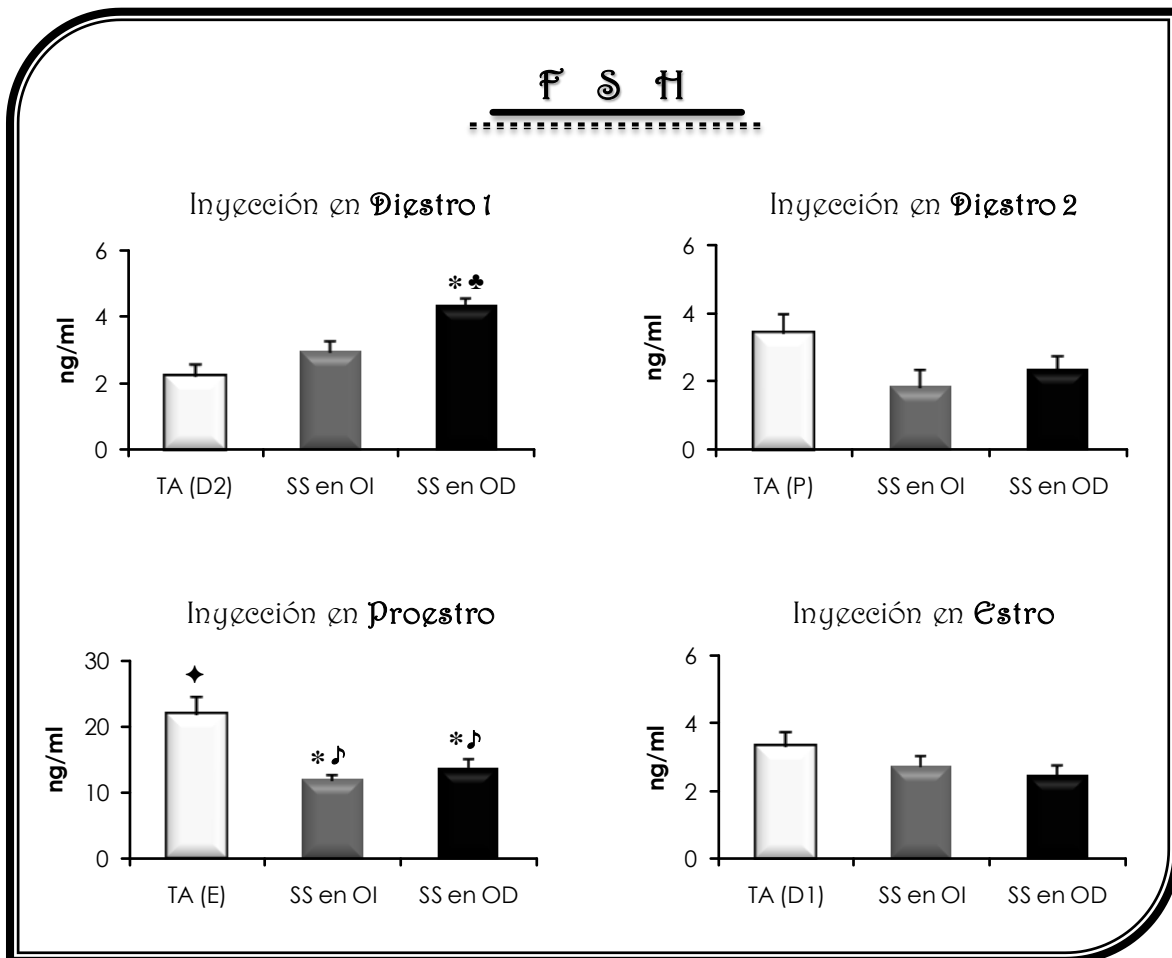 F S H
Inyección en Diestro 1
6
4
2
0
ng/ml
*♣
TA (D2) SS en OI SS en OD
Inyección en Diestro 2
6
4
2
0
ng/ml
TA (P) SS en OI SS en OD
Inyección en Proestro
30
20
10
0
ng/ml
✦
*♪
*♪
TA (E) SS en OI SS en OD
Inyección en Estro
6
4
2
0
ng/ml
TA (D1) SS en OI SS en OD